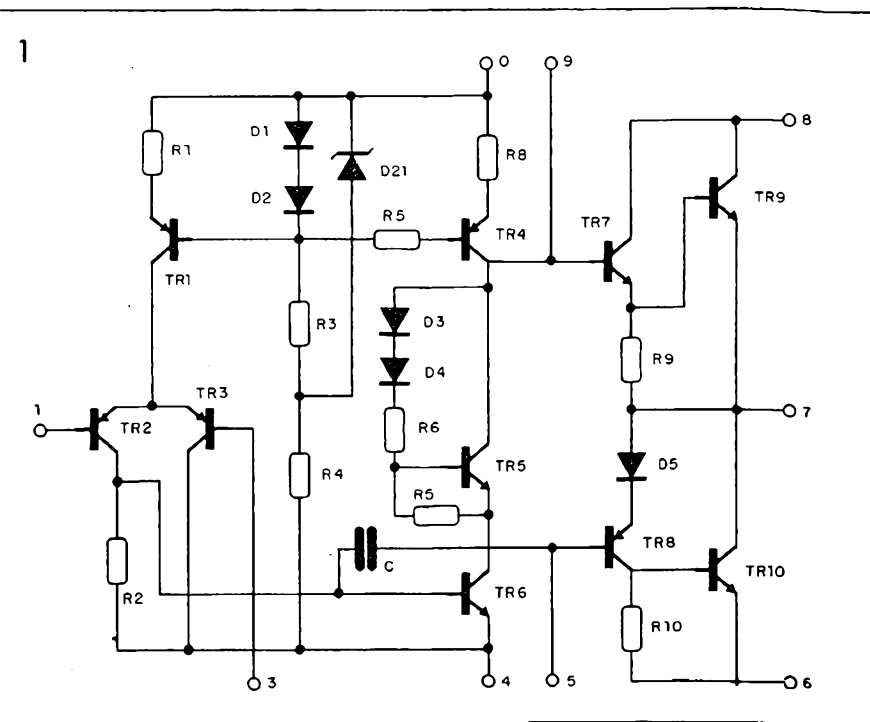 1
0 9
8
R1 D1 R8
D21
D2 TR9
R5 TR7
TR4
TR1
D3
R3
R9
D4
1 TR3
7
TR2 R6
D5
R4 TR5
R5
TR8
C TR10
R2 TR6
R10
3 4 5 6